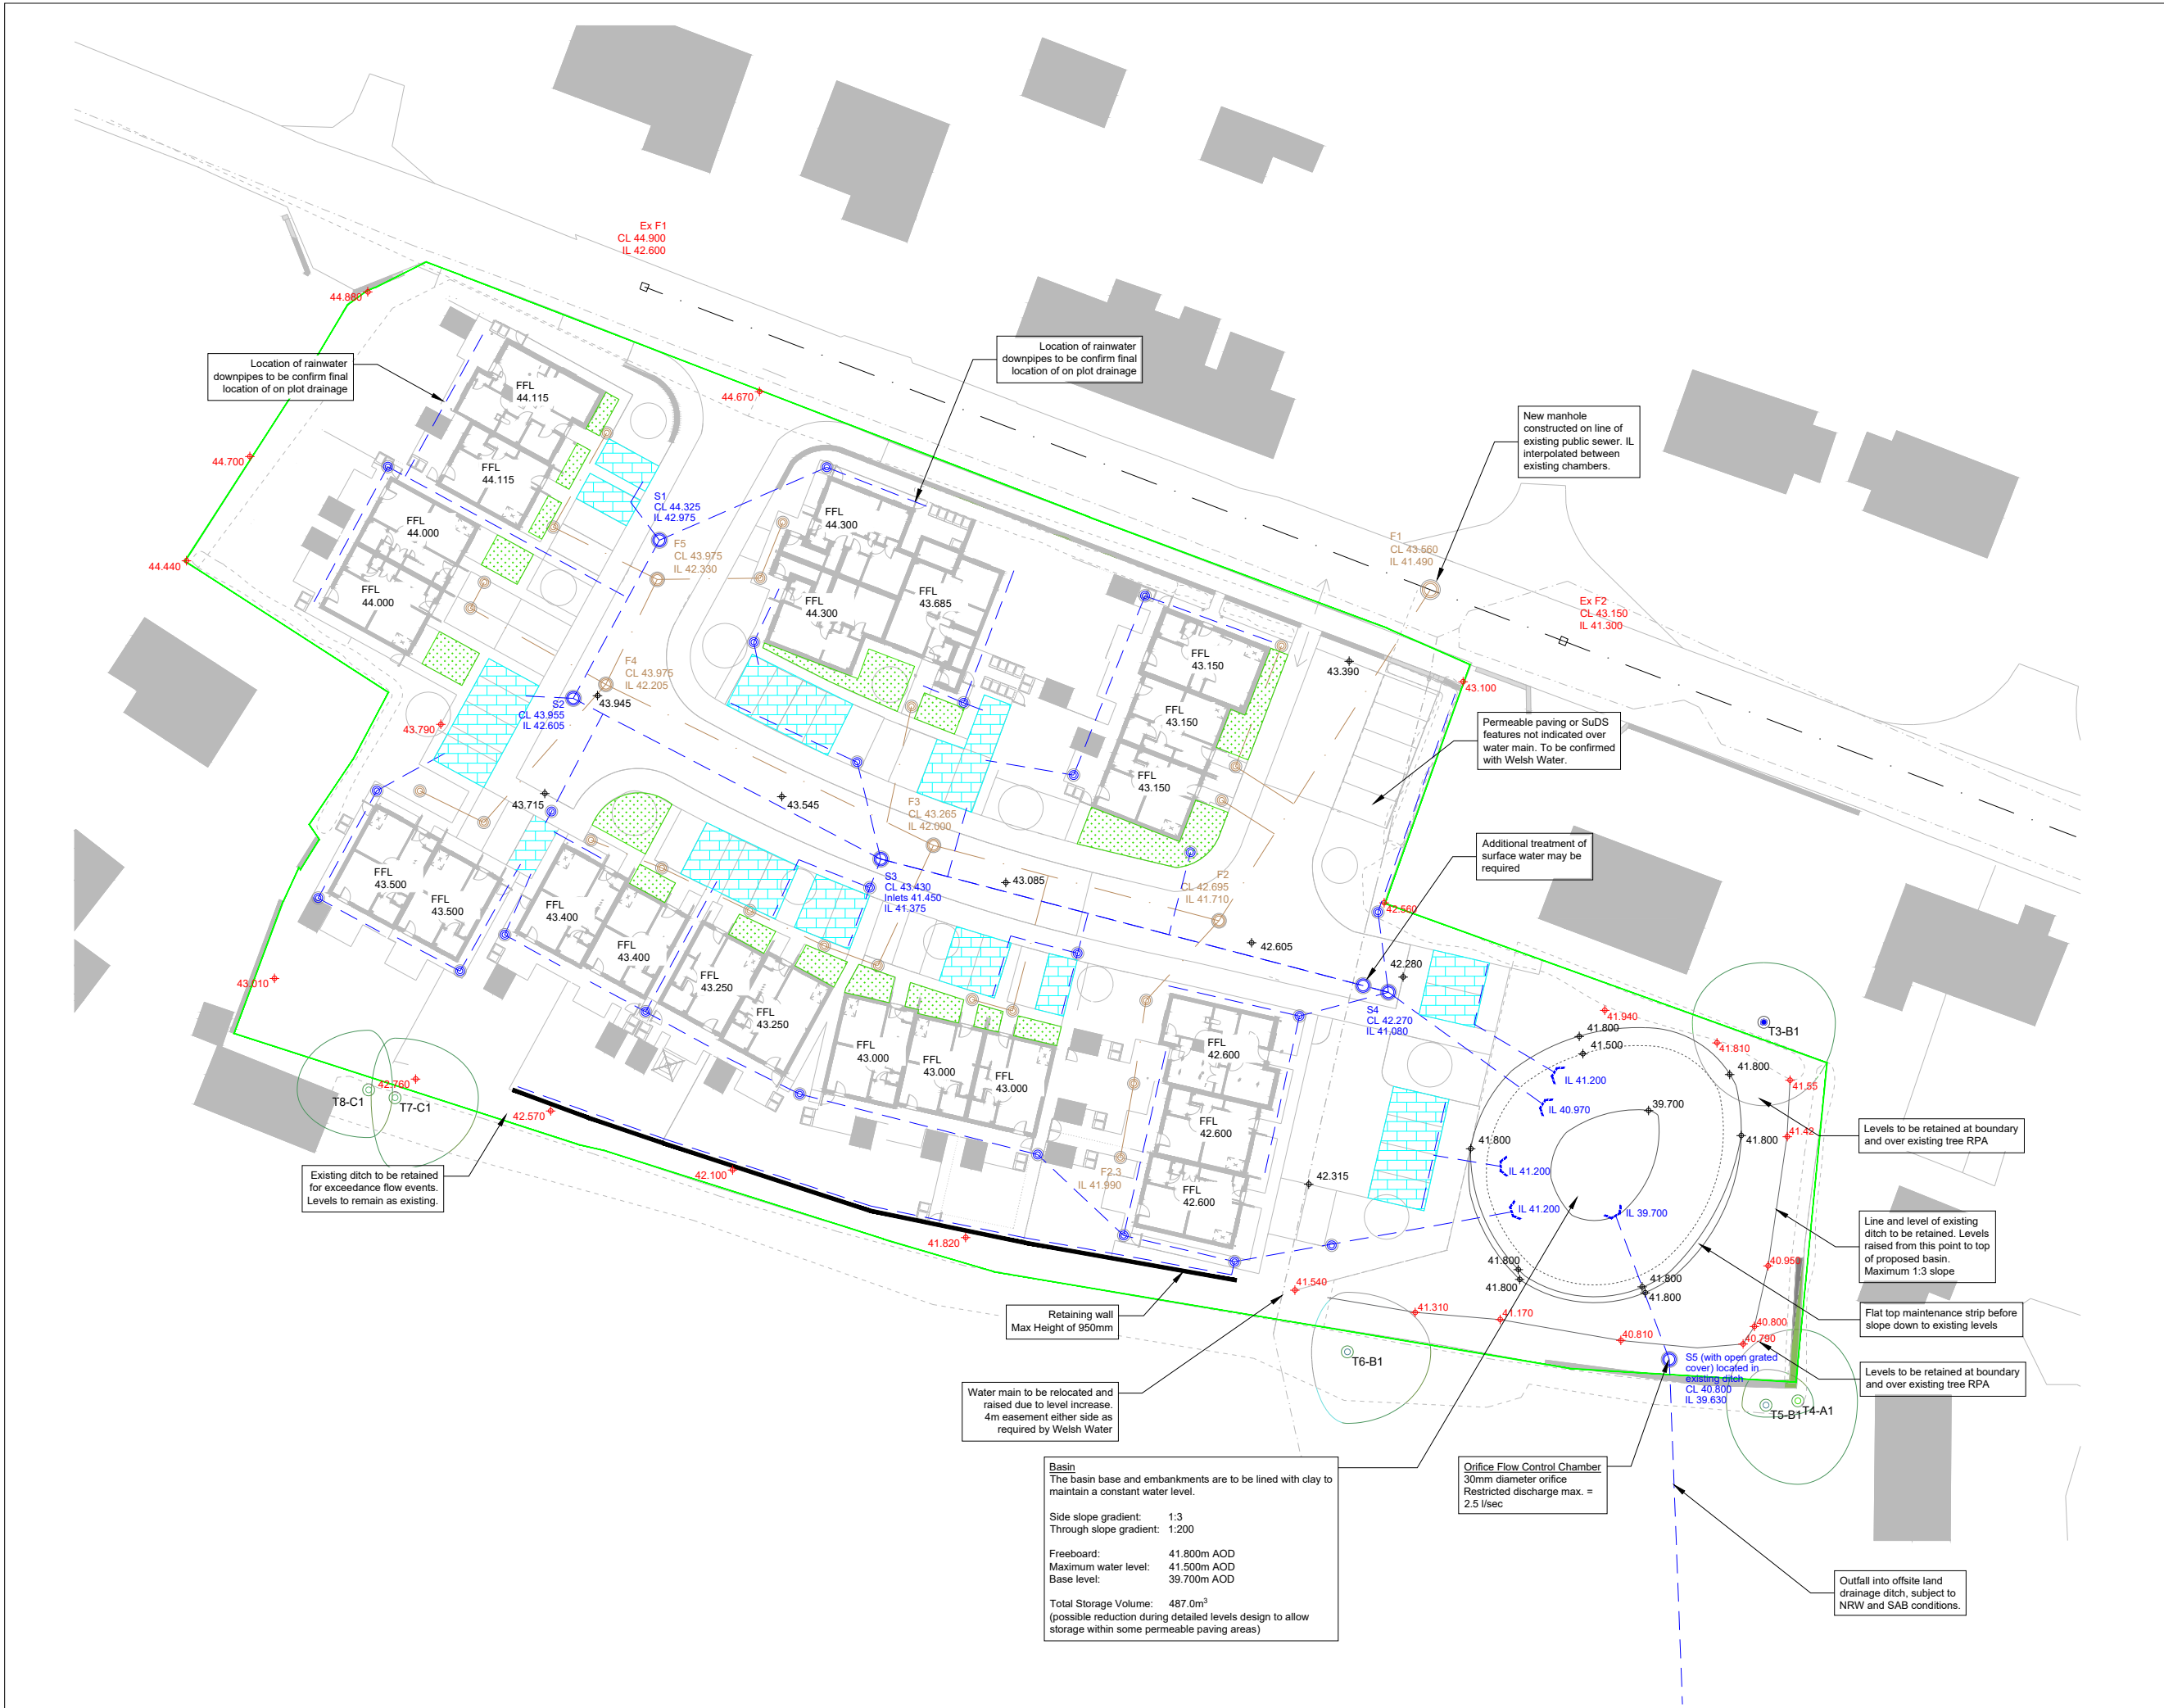 Ex F1
CL 44.900
IL 42.600
44.880
Location of rainwater
downpipes to be confirm final
location of on plot drainage
Location of rainwater
downpipes to be confirm final
location of on plot drainage
44.670
FFL
44.115
New manhole
constructed on line of
existing public sewer. IL
interpolated between
existing chambers.
44.700
FFL
44.115
S1
CL 44.325
IL 42.975
FFL
44.300
FFL
44.000
F5
CL 43.975
IL 42.330
F1
CL 43.560
IL 41.490
44.440
FFL
44.000
FFL
44.300
FFL
43.685
Ex F2
CL 43.150
IL 41.300
F4
CL 43.975
IL 42.205
FFL
43.150
43.390
43.100
43.945
S2
CL 43.955
IL 42.605
43.790
FFL
43.150
Permeable paving or SuDS
features not indicated over
water main. To be confirmed
with Welsh Water.
FFL
43.150
43.715
43.545
F3
CL 43.265
IL 42.000
Additional treatment of
surface water may be
required
FFL
43.500
FFL
43.500
S3
CL 43.430
Inlets 41.450
IL 41.375
43.085
F2
CL 42.695
IL 41.710
42.560
FFL
43.400
FFL
43.400
42.605
42.280
43.010
FFL
43.250
FFL
43.250
S4
CL 42.270
IL 41.080
41.940
41.800
41.500
41.810
T3-B1
FFL
43.000
FFL
43.000
FFL
43.000
FFL
42.600
41.800
IL 41.200
41.55
42.760
T8-C1
T7-C1
42.570
IL 40.970
39.700
Levels to be retained at boundary
and over existing tree RPA
FFL
42.600
41.800
41.800
41.42
Existing ditch to be retained
for exceedance flow events.
Levels to remain as existing.
42.100
F2.3
IL 41.990
42.315
IL 41.200
FFL
42.600
IL 41.200
IL 39.700
Line and level of existing
ditch to be retained. Levels
raised from this point to top
of proposed basin.
Maximum 1:3 slope
41.820
41.540
41.800
41.800
41.800
41.800
40.950
Retaining wall
Max Height of 950mm
41.310
41.170
40.810
40.800
40.790
Flat top maintenance strip before
slope down to existing levels
T6-B1
S5 (with open grated
cover) located in
existing ditch
CL 40.800
IL 39.630
Levels to be retained at boundary
and over existing tree RPA
Water main to be relocated and
raised due to level increase.
4m easement either side as
required by Welsh Water
T5-B1
T4-A1
Basin
The basin base and embankments are to be lined with clay to
maintain a constant water level.
Side slope gradient: 1:3
Through slope gradient: 1:200
Freeboard: 41.800m AOD
Maximum water level: 41.500m AOD
Base level: 39.700m AOD
Total Storage Volume: 487.0m³
(possible reduction during detailed levels design to allow
storage within some permeable paving areas)
Orifice Flow Control Chamber
30mm diameter orifice
Restricted discharge max. =
2.5 l/sec
Outfall into offsite land
drainage ditch, subject to
NRW and SAB conditions.